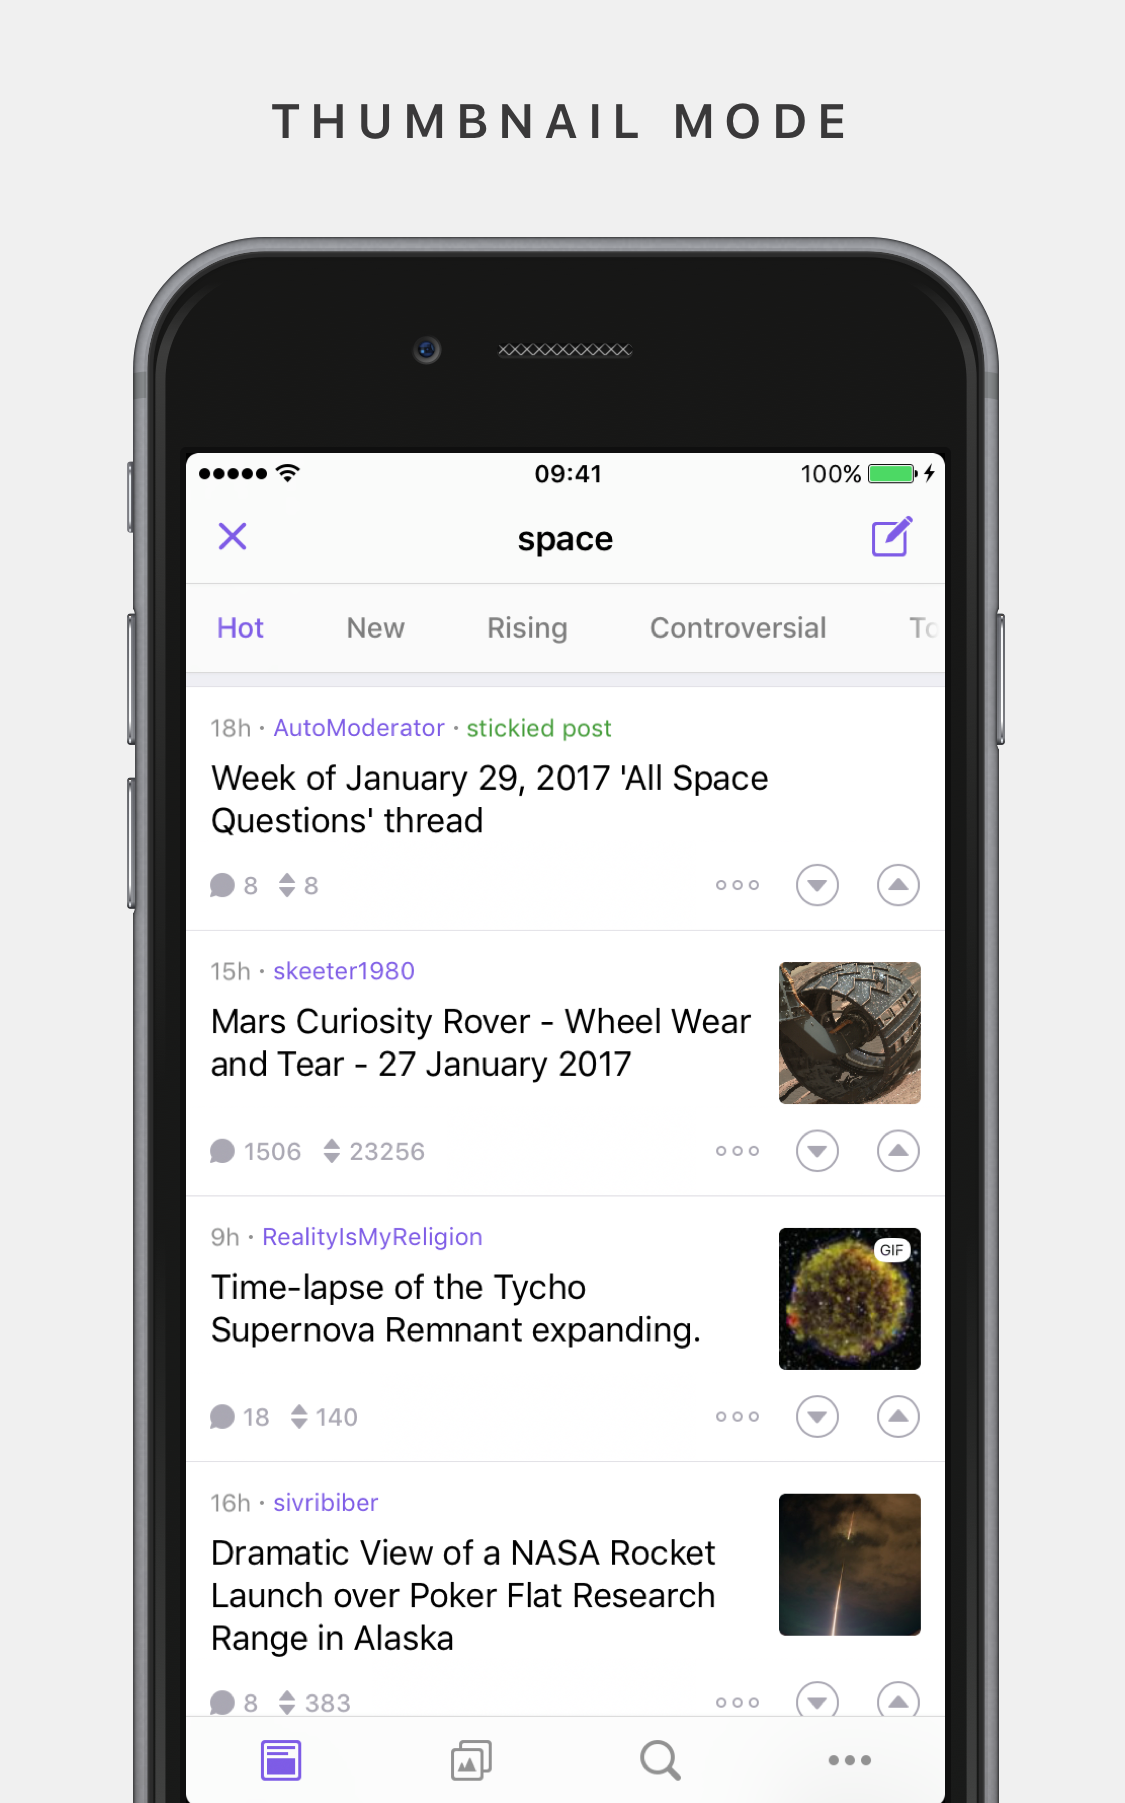 THUMBNAIL MODE
09:41
100%
space
Hot New Rising Controversial To
18h · AutoModerator · stickied post
Week of January 29, 2017 'All Space
Questions' thread
8 8
15h · skeeter1980
Mars Curiosity Rover - Wheel Wear
and Tear - 27 January 2017
1506 23256
9h · RealityIsMyReligion
GIF
Time-lapse of the Tycho
Supernova Remnant expanding.
18 140
16h · sivribiber
Dramatic View of a NASA Rocket
Launch over Poker Flat Research
Range in Alaska
8 383